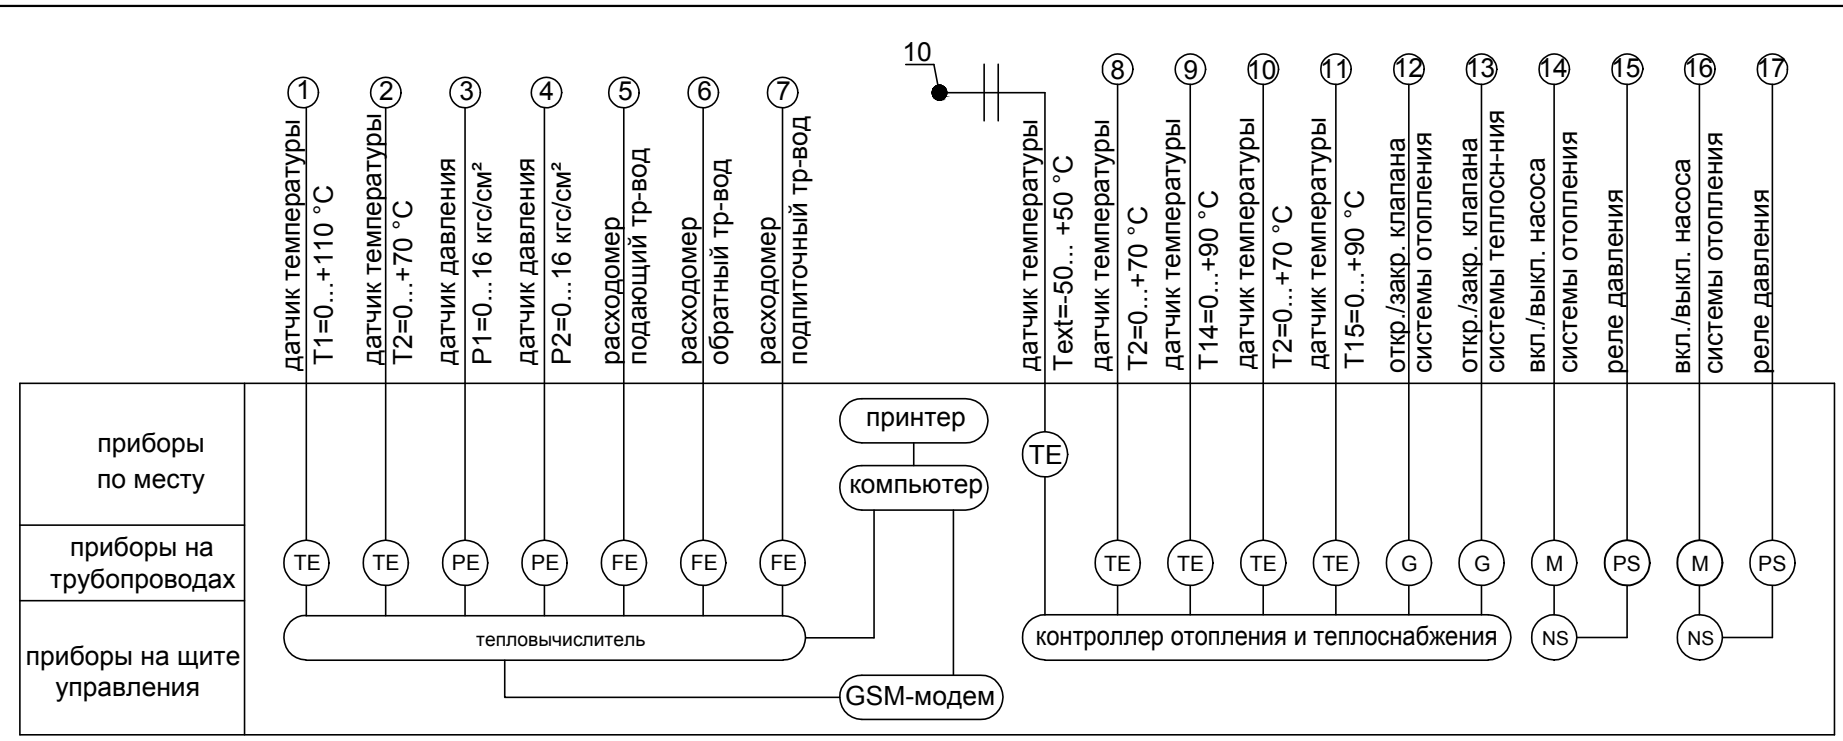 1
датчик температуры
T1=0...+110 °C
2
датчик температуры
T2=0...+70 °C
3
датчик давления
P1=0...16 кгс/см²
4
датчик давления
P2=0...16 кгс/см²
5
расходомер
подающий тр-вод
6
расходомер
обратный тр-вод
7
расходомер
подпиточный тр-вод
10
датчик температуры
Text=-50... +50 °C
8
датчик температуры
T2=0...+70 °C
9
датчик температуры
T14=0...+90 °C
10
датчик температуры
T2=0...+70 °C
11
датчик температуры
T15=0...+90 °C
12
откр./закр. клапана
системы отопления
13
откр./закр. клапана
системы теплосн-ния
14
вкл./выкл. насоса
системы отопления
15
реле давления
16
вкл./выкл. насоса
системы отопления
17
реле давления
приборы
по месту
принтер
компьютер
TE
приборы на
трубопроводах
TE
TE
PE
PE
FE
FE
FE
TE
TE
TE
TE
G
G
M
PS
M
PS
приборы на щите
управления
тепловычислитель
GSM-модем
контроллер отопления и теплоснабжения
NS
NS